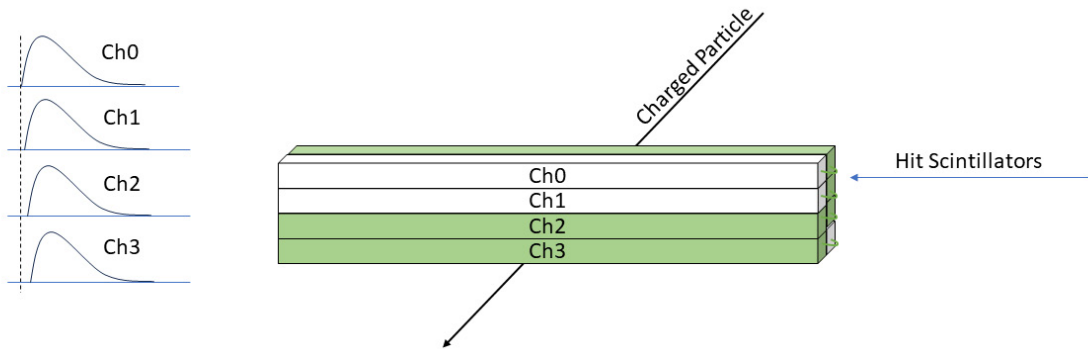 Ch0
Ch1
Ch2
Ch3
Charged Particle
Ch0
Ch1
Ch2
Ch3
Hit Scintillators